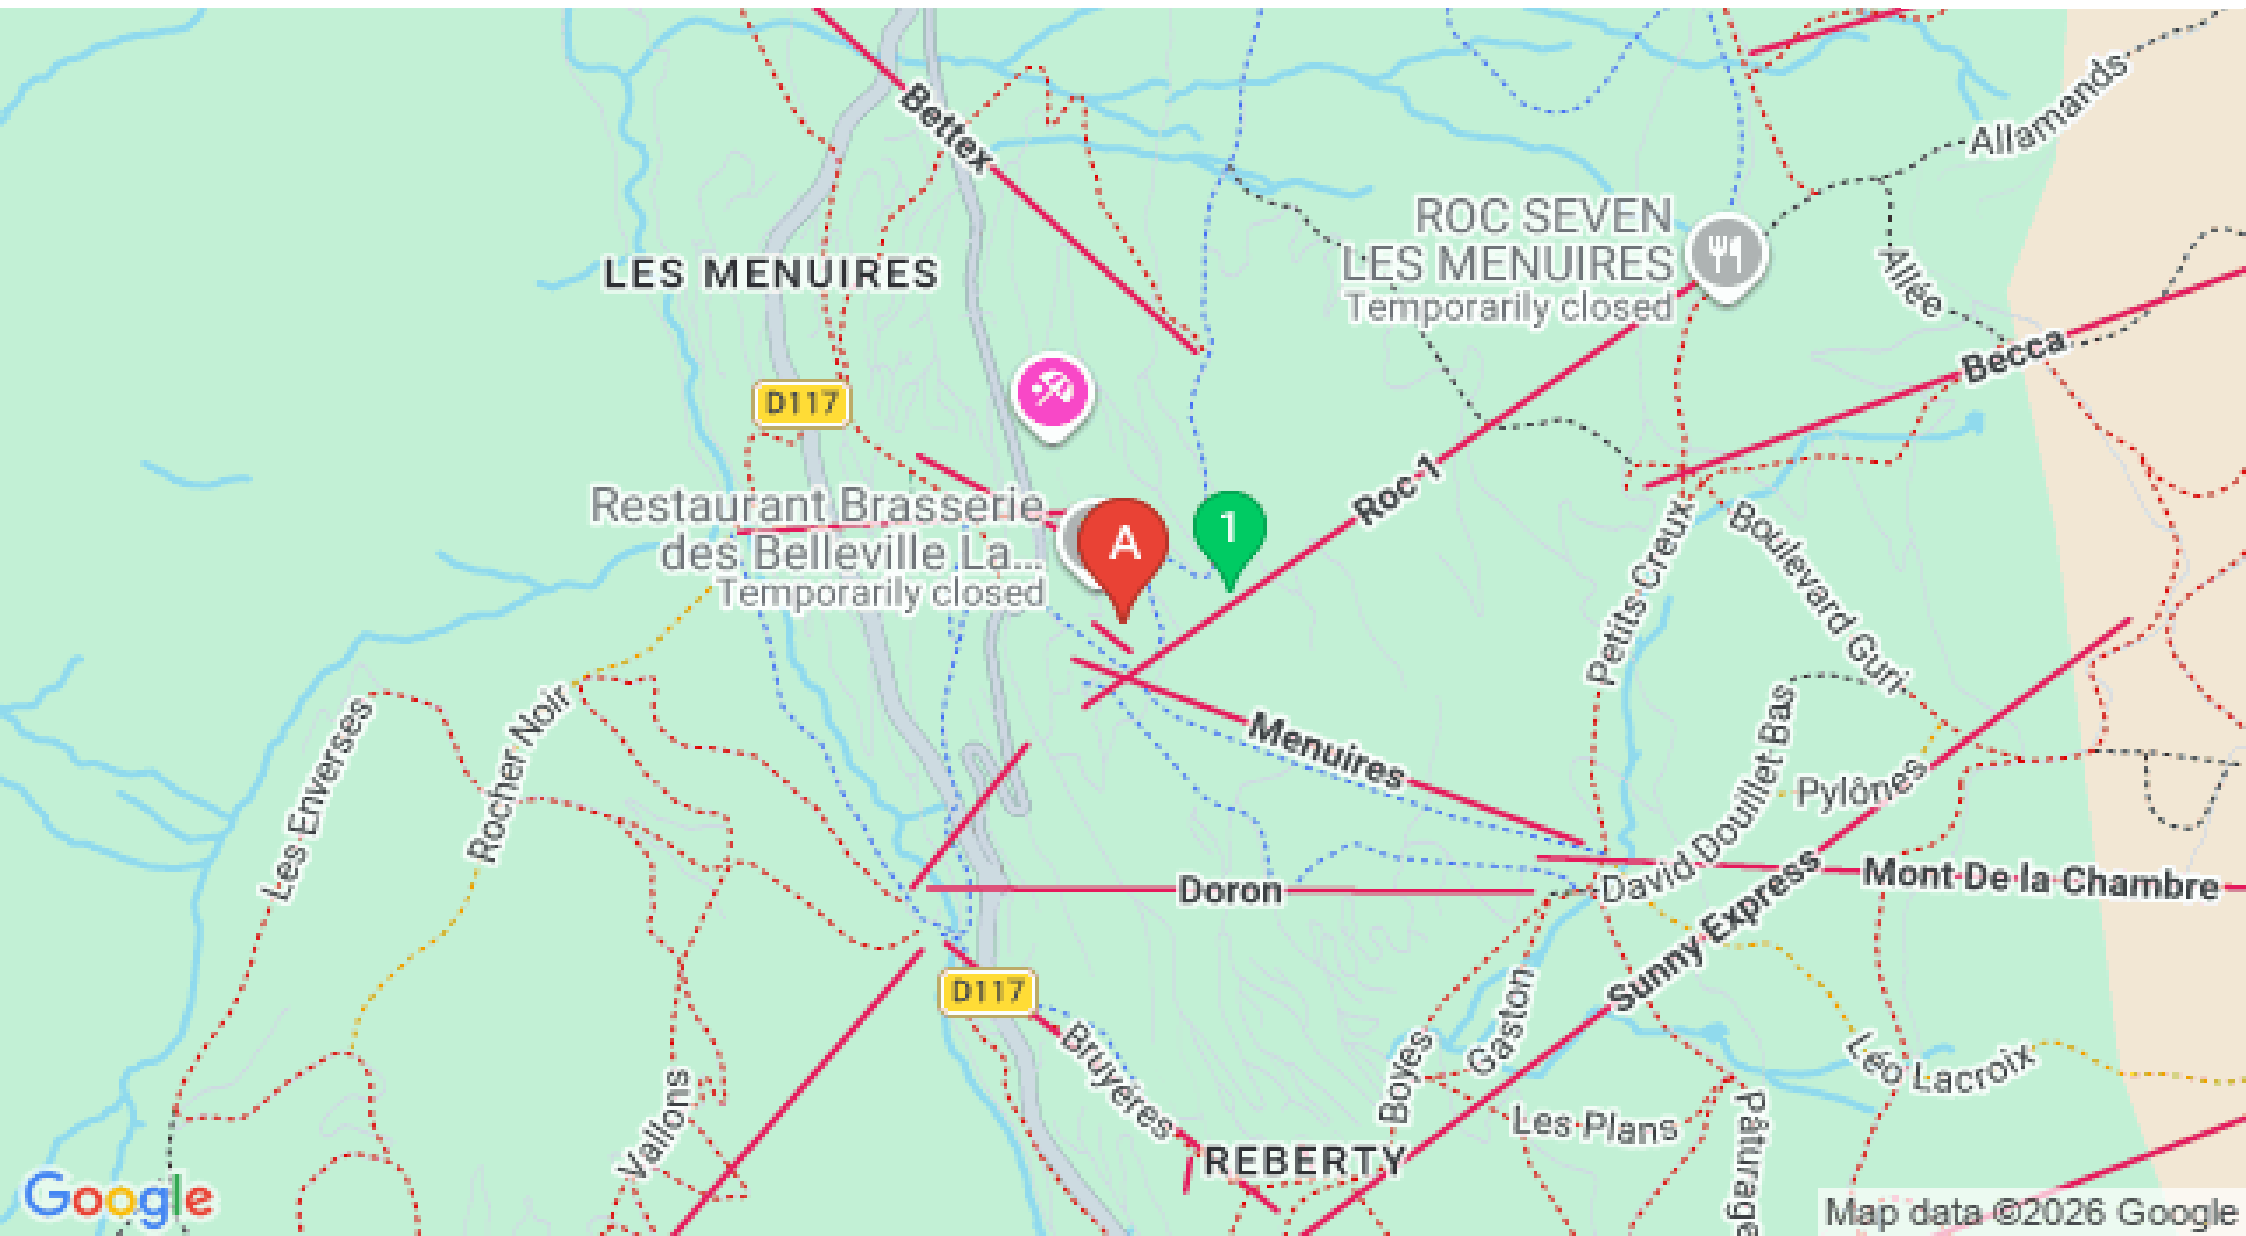 Bettex
Allamands
ROC SEVEN
LES MENUIRES
Temporarily closed
Allée
LES MENUIRES
Becca
D117
Roc 1
Restaurant Brasserie
des Belleville La...
Temporarily closed
A
1
Petits Creux
Boulevard Guri
Les Enverses
Rocher Noir
Menuires
David Douillet Bas
Pylônes
Doron
Mont De la Chambre
Sunny Express
D117
Bruyères
Gaston
Boyes
Léo Lacroix
Les Plans
Vallons
Pâturage
REBERTY
Google
Map data ©2026 Google